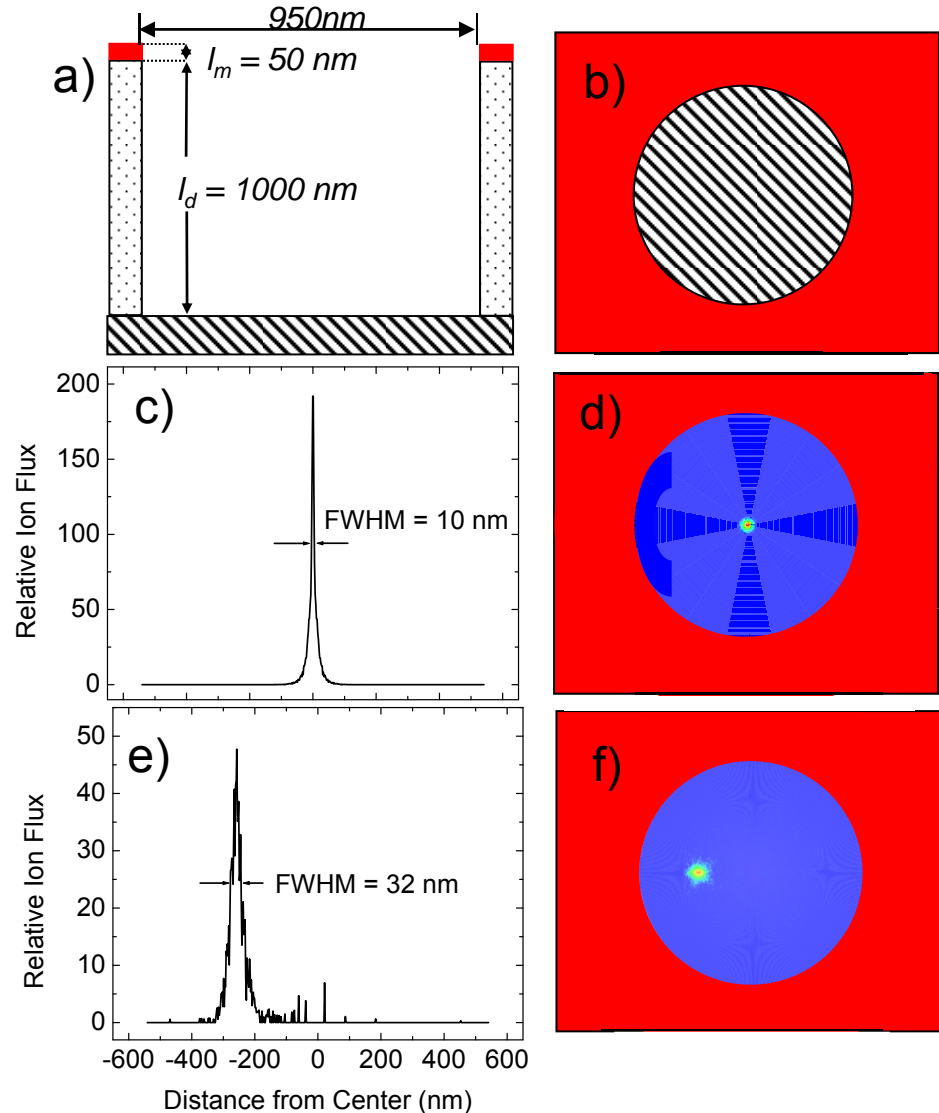 950nm
a)
l_m = 50 nm
l_d = 1000 nm
b)
200
150
100
50
0
Relative Ion Flux
c)
FWHM = 10 nm
d)
50
40
30
20
10
0
Relative Ion Flux
e)
FWHM = 32 nm
-600 -400 -200 0 200 400 600
Distance from Center (nm)
f)